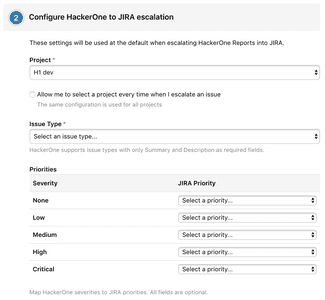 2
Configure HackerOne to JIRA escalation
These settings will be used at the default when escalating HackerOne Reports into JIRA.
Project *
H1 dev
Allow me to select a project every time when I escalate an issue
The same configuration is used for all projects
Issue Type *
Select an issue type...
HackerOne supports issue types with only Summary and Description as required fields.
Priorities
Severity JIRA Priority
None Select a priority...
Low Select a priority...
Medium Select a priority...
High Select a priority...
Critical Select a priority...
Map HackerOne severities to JIRA priorities. All fields are optional.